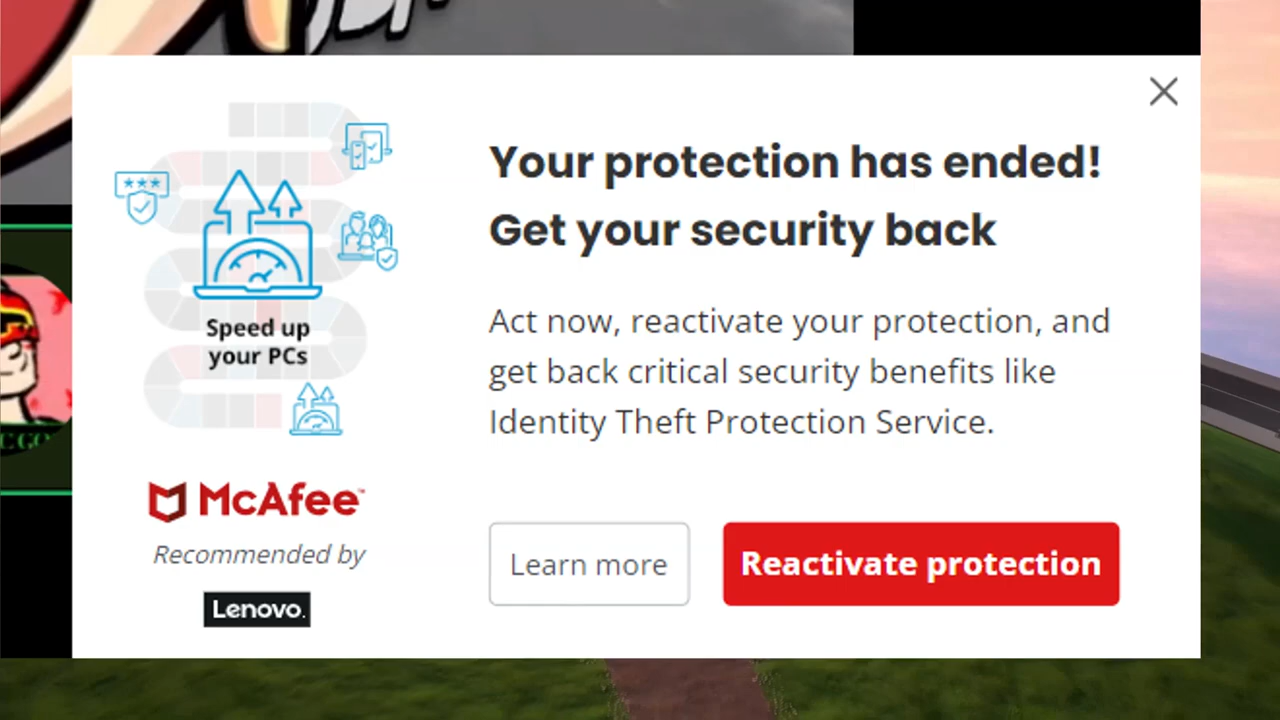 Your protection has ended!
Get your security back
Act now, reactivate your protection, and
get back critical security benefits like
Identity Theft Protection Service.
Speed up
your PCs
McAfee™
Recommended by
Lenovo.
Learn more
Reactivate protection